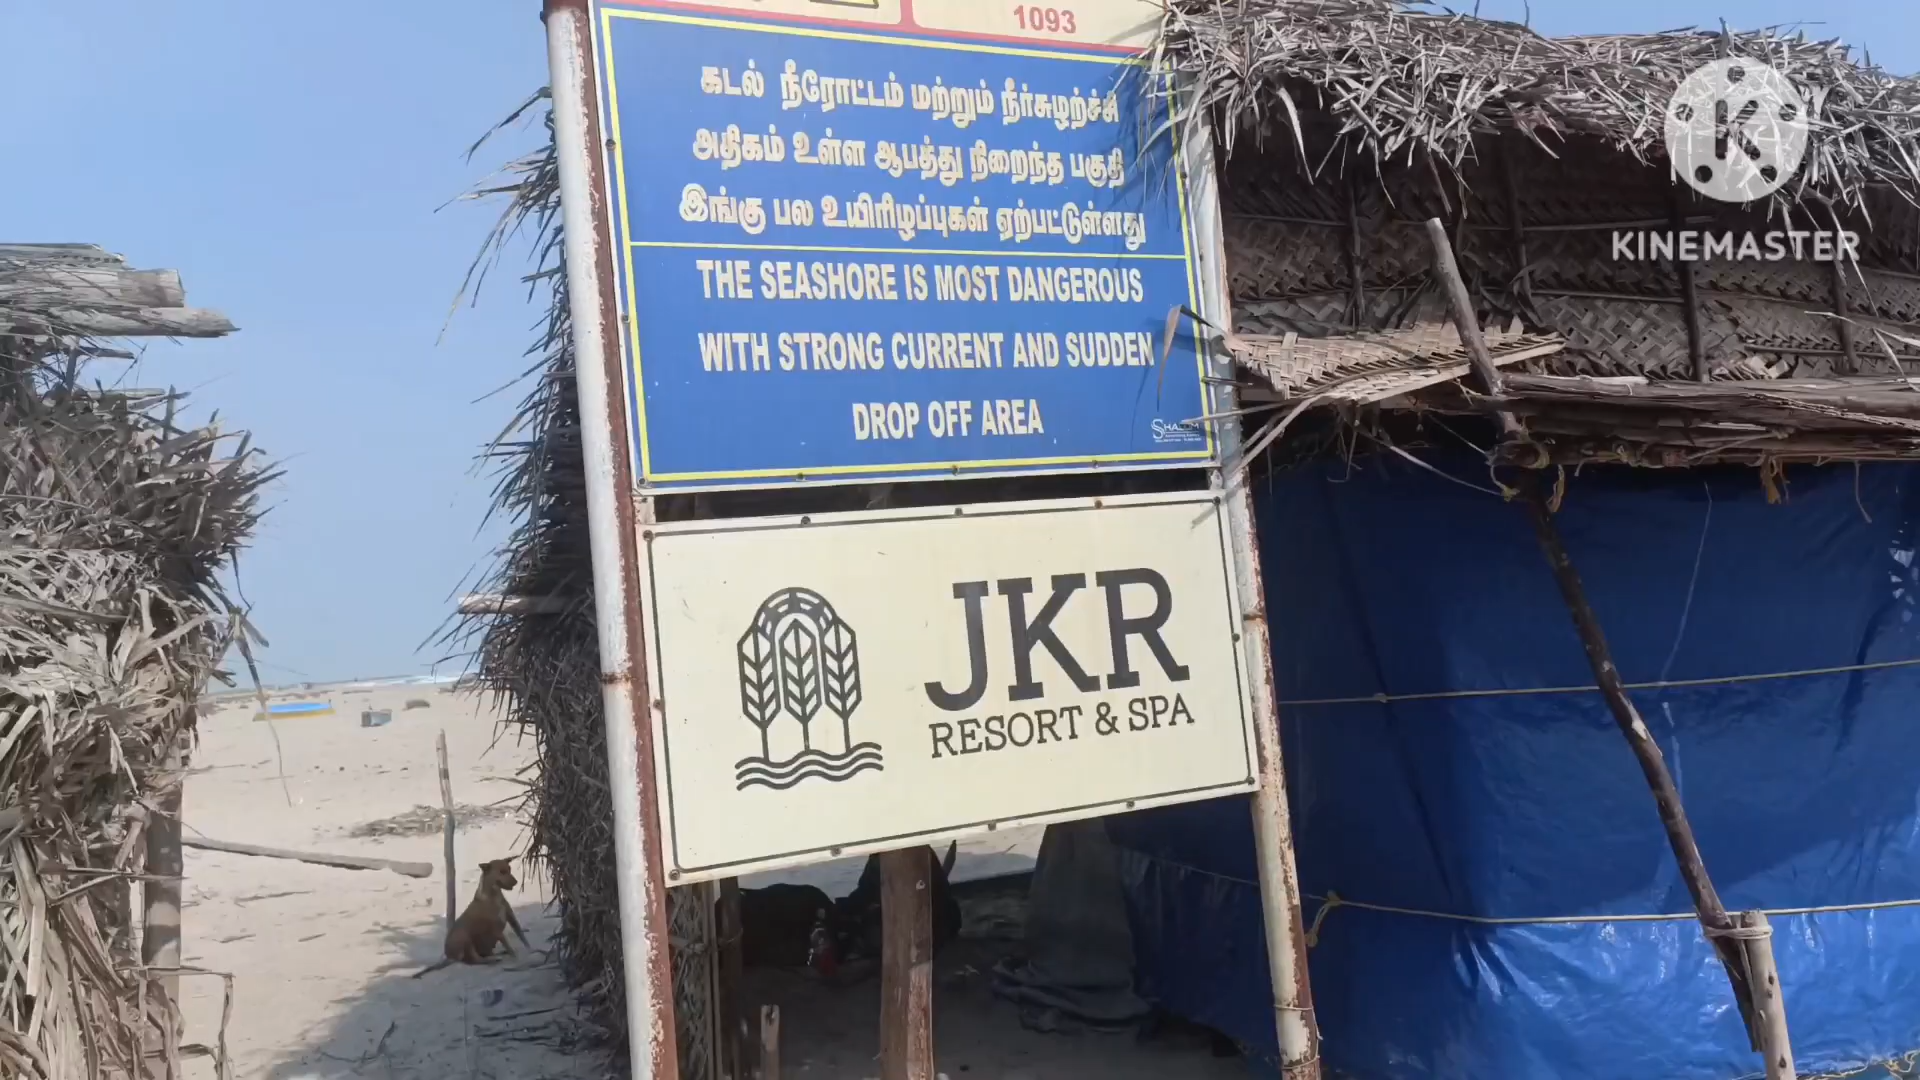 1093
கடல் நீரோட்டம் மற்றும் நீர்சுழற்ச்சி
அதிகம் உள்ள ஆபத்து நிறைந்த பகுதி
இங்கு பல உயிரிழப்புகள் ஏற்பட்டுள்ளது
THE SEASHORE IS MOST DANGEROUS
WITH STRONG CURRENT AND SUDDEN
DROP OFF AREA
SHALOM
JKR
RESORT & SPA
K
KINEMASTER